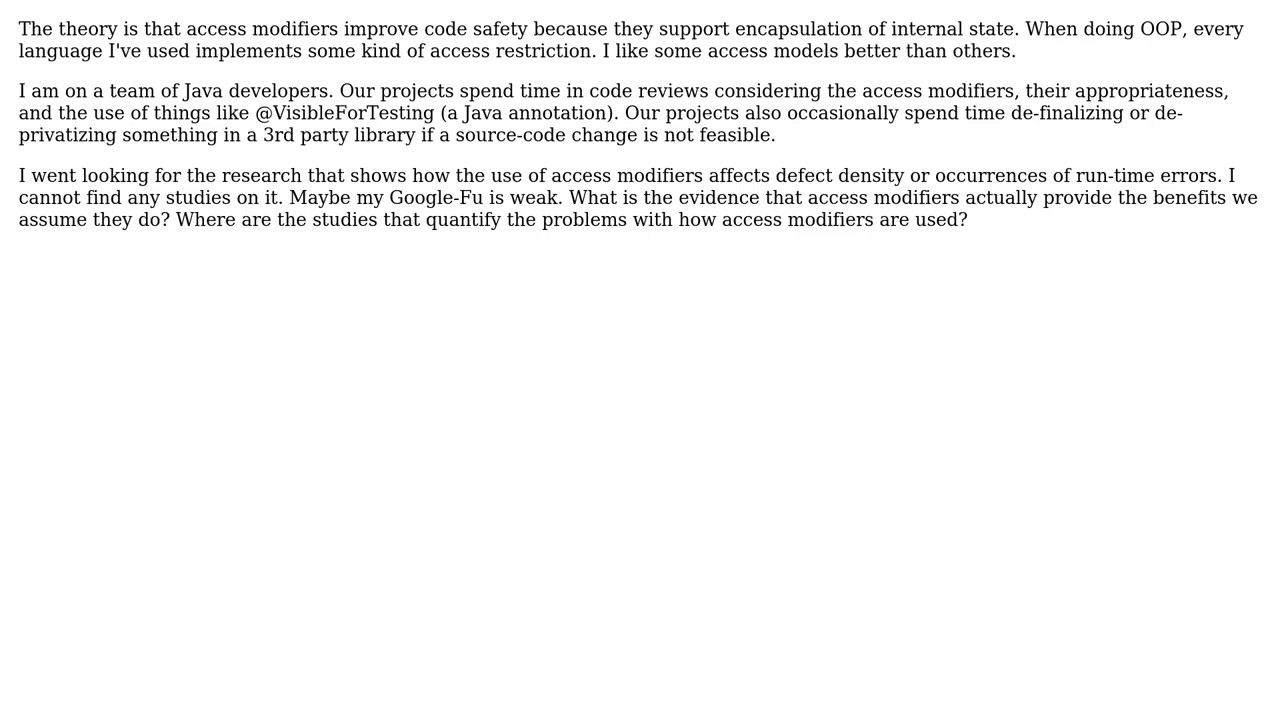 The theory is that access modifiers improve code safety because they support encapsulation of internal state. When doing OOP, every
language I've used implements some kind of access restriction. I like some access models better than others.
I am on a team of Java developers. Our projects spend time in code reviews considering the access modifiers, their appropriateness,
and the use of things like @VisibleForTesting (a Java annotation). Our projects also occasionally spend time de-finalizing or de-
privatizing something in a 3rd party library if a source-code change is not feasible.
I went looking for the research that shows how the use of access modifiers affects defect density or occurrences of run-time errors. I
cannot find any studies on it. Maybe my Google-Fu is weak. What is the evidence that access modifiers actually provide the benefits we
assume they do? Where are the studies that quantify the problems with how access modifiers are used?